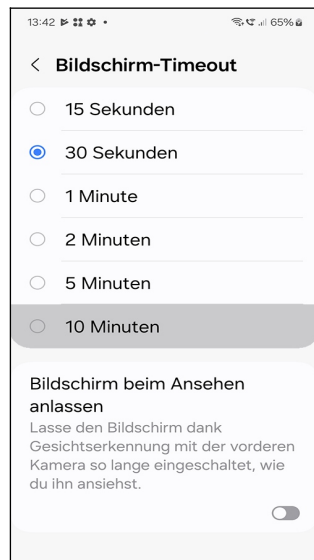 13:42 65%
Bildschirm-Timeout
15 Sekunden
30 Sekunden
1 Minute
2 Minuten
5 Minuten
10 Minuten
Bildschirm beim Ansehen
anlassen
Lasse den Bildschirm dank
Gesichtserkennung mit der vorderen
Kamera so lange eingeschaltet, wie
du ihn ansiehst.